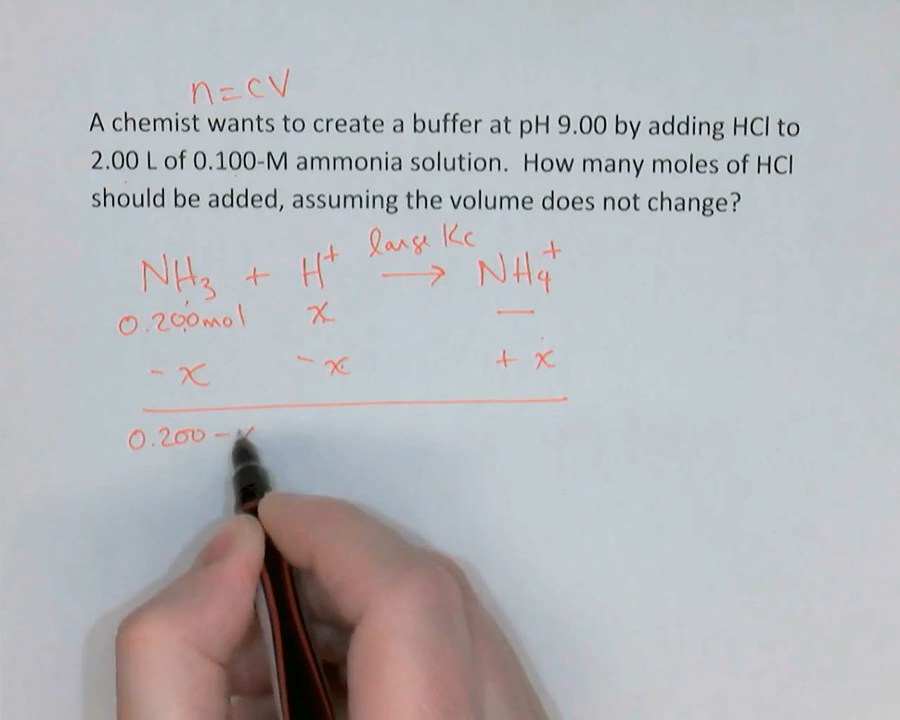 n=cV
A chemist wants to create a buffer at pH 9.00 by adding HCl to
2.00 L of 0.100-M ammonia solution. How many moles of HCl
should be added, assuming the volume does not change?
large Kc
NH₃ + H⁺ → NH₄⁺
0.200mol x —
- x - x + x
0.200 - x